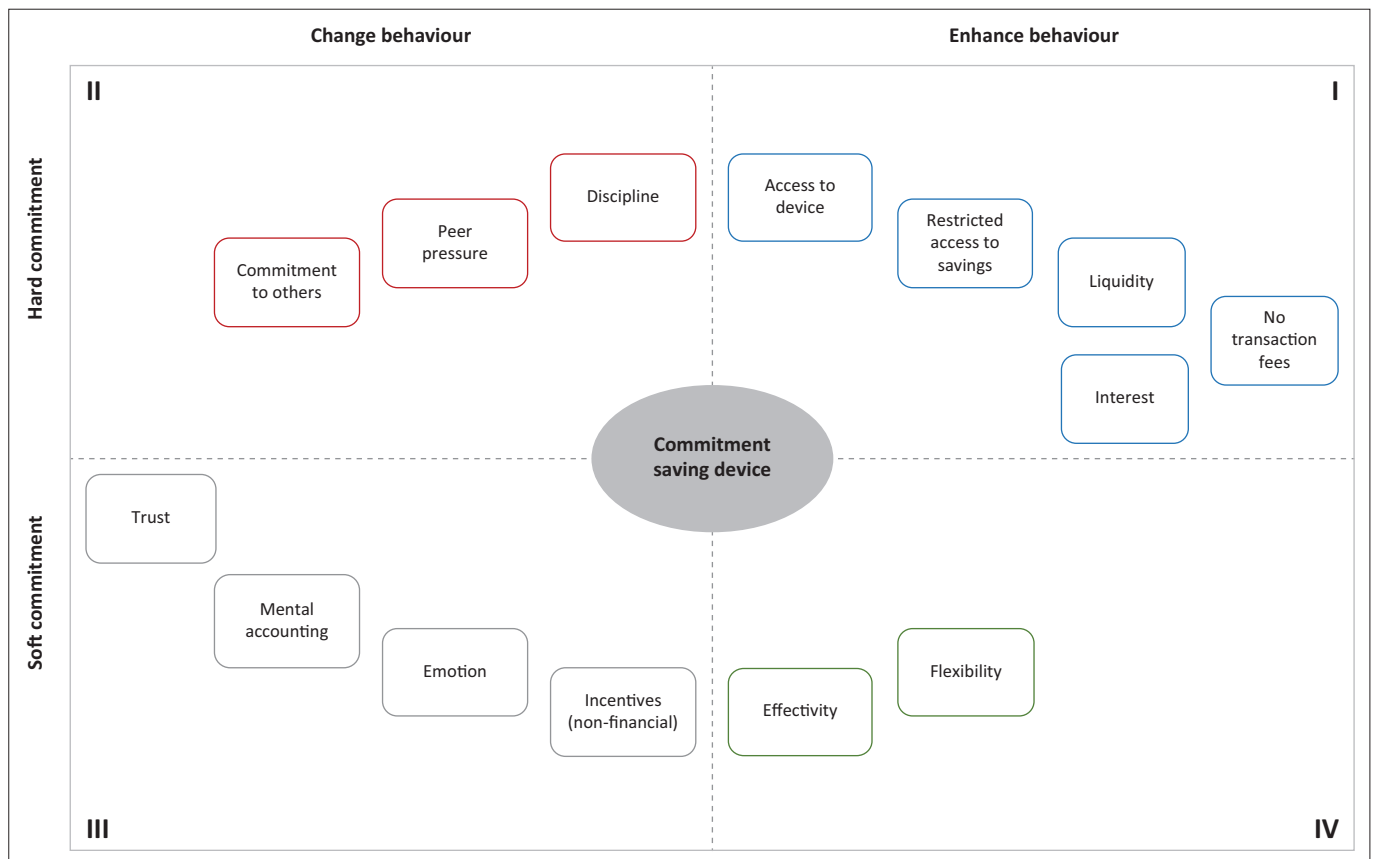 Change behaviour
Enhance behaviour
Hard commitment
Soft commitment
II
I
Discipline
Peer
pressure
Commitment
to others
Access to
device
Restricted
access to
savings
Liquidity
No
transaction
fees
Interest
Commitment
saving device
Trust
Mental
accounting
Emotion
Incentives
(non-financial)
Effectivity
Flexibility
III
IV